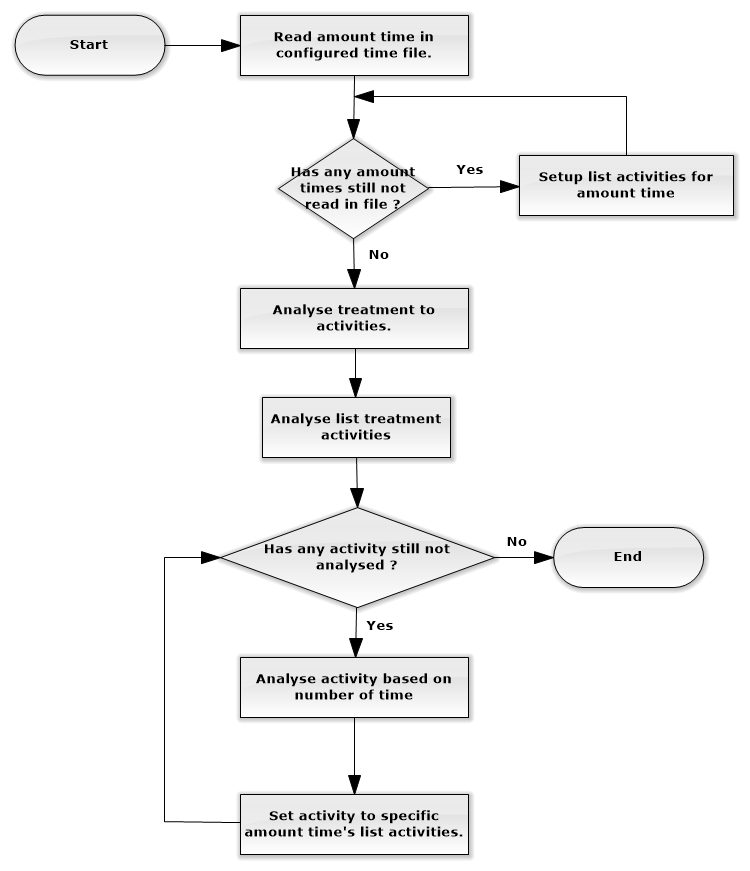 Start
Read amount time in
configured time file.
Has any amount
times still not
read in file ?
Yes
Setup list activities for
amount time
No
Analyse treatment to
activities.
Analyse list treatment
activities
Has any activity still not
analysed ?
No
End
Yes
Analyse activity based on
number of time
Set activity to specific
amount time's list activities.